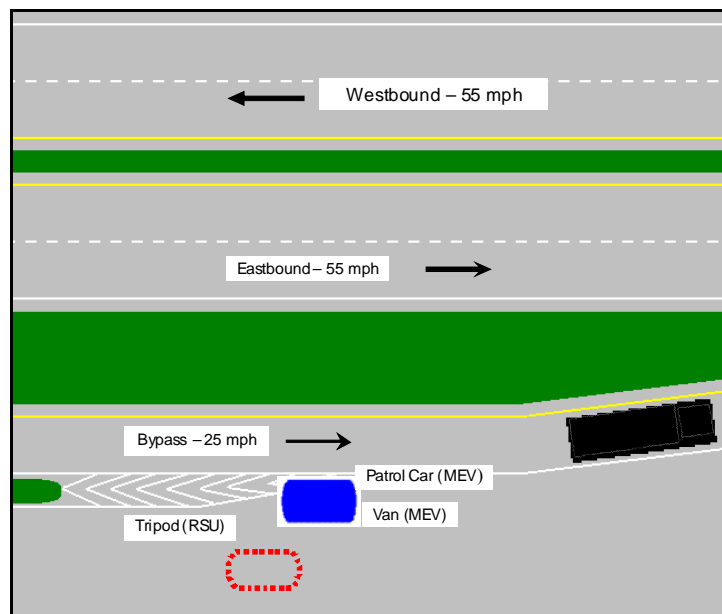 Westbound – 55 mph
Eastbound – 55 mph
Bypass – 25 mph
Patrol Car (MEV)
Van (MEV)
Tripod (RSU)